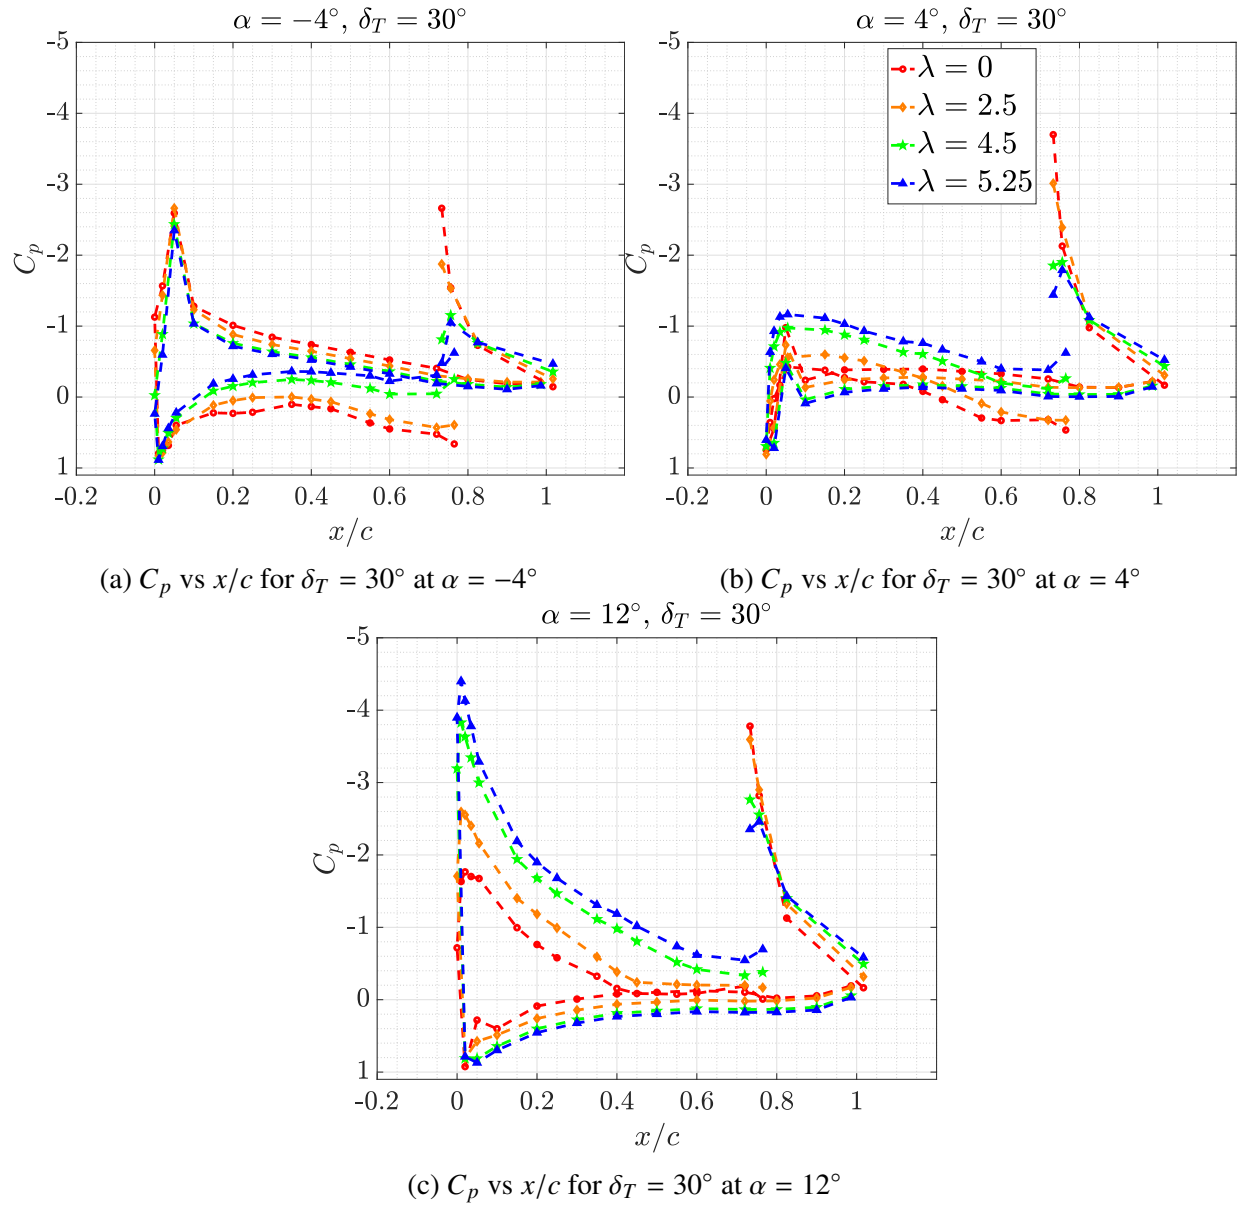 α = −4°, δ_T = 30°
-5
-4
-3
-2
-1
0
1
C_p
-0.2 0 0.2 0.4 0.6 0.8 1
x/c
(a) C_p vs x/c for δ_T = 30° at α = −4°
α = 4°, δ_T = 30°
-5
-4
-3
-2
-1
0
1
C_p
λ = 0
λ = 2.5
λ = 4.5
λ = 5.25
-0.2 0 0.2 0.4 0.6 0.8 1
x/c
(b) C_p vs x/c for δ_T = 30° at α = 4°
α = 12°, δ_T = 30°
-5
-4
-3
-2
-1
0
1
C_p
-0.2 0 0.2 0.4 0.6 0.8 1
x/c
(c) C_p vs x/c for δ_T = 30° at α = 12°